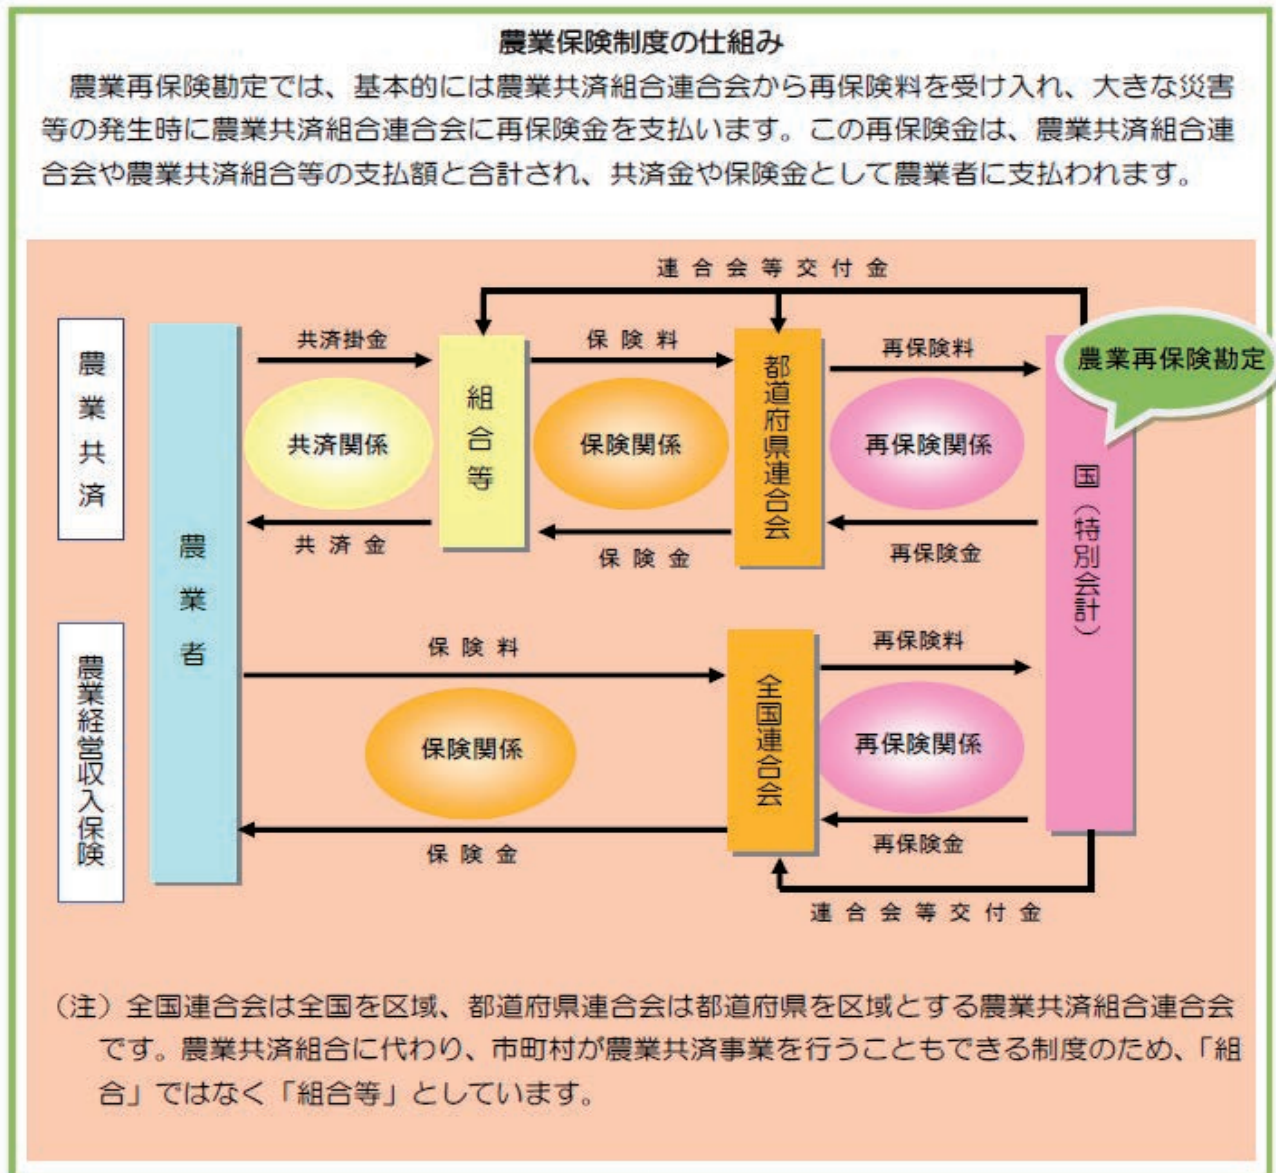 農業保険制度の仕組み
農業再保険勘定では、基本的には農業共済組合連合会から再保険料を受け入れ、大きな災害
等の発生時に農業共済組合連合会に再保険金を支払います。この再保険金は、農業共済組合連
合会や農業共済組合等の支払額と合計され、共済金や保険金として農業者に支払われます。
連合会等交付金
農業共済
農業者
共済掛金
共済関係
共済金
組合等
保険料
保険関係
保険金
都道府県連合会
再保険料
再保険関係
再保険金
国（特別会計）
農業再保険勘定
農業経営収入保険
保険料
保険関係
保険金
全国連合会
再保険料
再保険関係
再保険金
連合会等交付金
（注）全国連合会は全国を区域、都道府県連合会は都道府県を区域とする農業共済組合連合会
です。農業共済組合に代わり、市町村が農業共済事業を行うこともできる制度のため、「組
合」ではなく「組合等」としています。